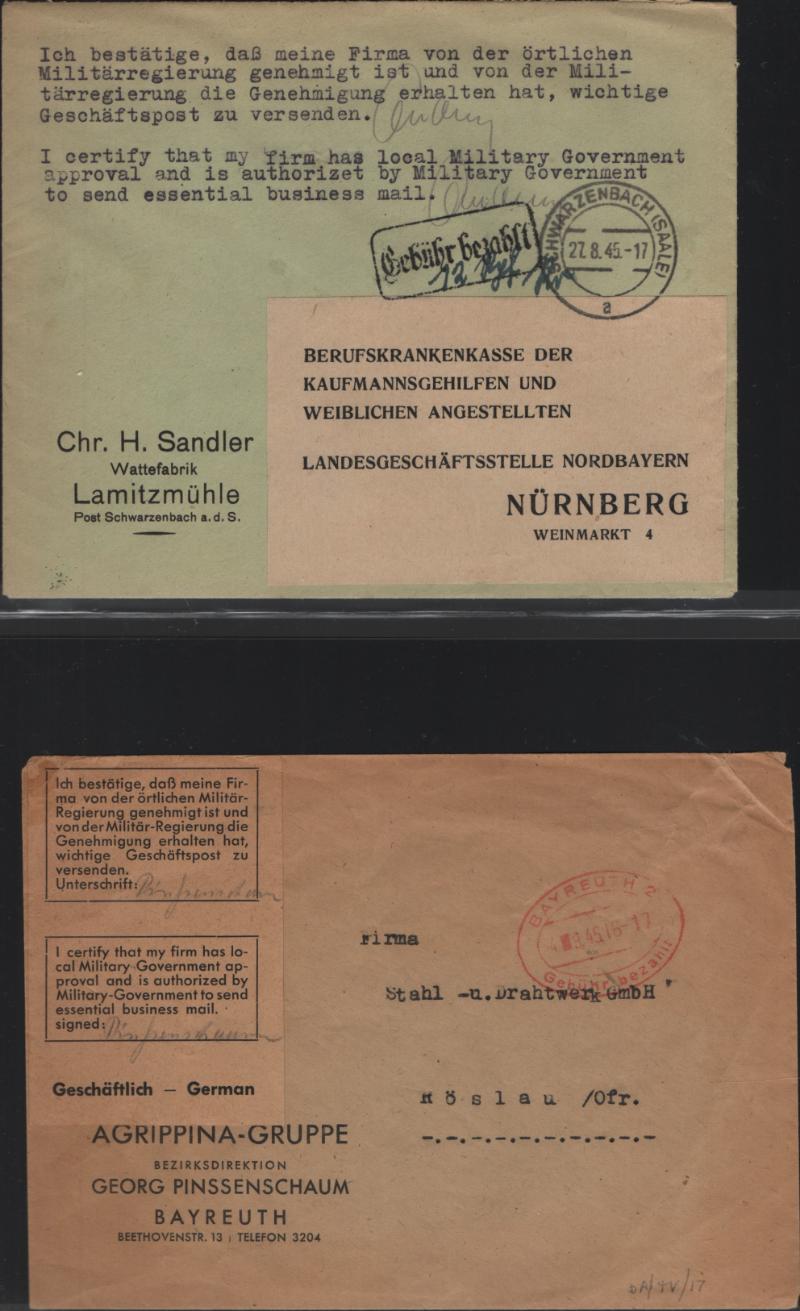 Ich bestätige, daß meine Firma von der örtlichen
Militärregierung genehmigt ist und von der Mili-
tärregierung die Genehmigung erhalten hat, wichtige
Geschäftspost zu versenden.
I certify that my firm has local Military Government
approval and is authorizet by Military Government
to send essential business mail.
Gebühr bezahlt
12
SCHWARZENBACH (SAALE)
27.8.45.-17
a
BERUFSKRANKENKASSE DER
KAUFMANNSGEHILFEN UND
WEIBLICHEN ANGESTELLTEN
LANDESGESCHÄFTSSTELLE NORDBAYERN
NÜRNBERG
WEINMARKT 4
Chr. H. Sandler
Wattefabrik
Lamitzmühle
Post Schwarzenbach a. d. S.
Ich bestätige, daß meine Fir-
ma von der örtlichen Militär-
Regierung genehmigt ist und
von der Militär-Regierung die
Genehmigung erhalten hat,
wichtige Geschäftspost zu
versenden.
Unterschrift: Pinssenschaum
I certify that my firm has lo-
cal Military Government ap-
proval and is authorized by
Military-Government to send
essential business mail.
signed: Pinssenschaum
Geschäftlich — German
AGRIPPINA-GRUPPE
BEZIRKSDIREKTION
GEORG PINSSENSCHAUM
BAYREUTH
BEETHOVENSTR. 13 | TELEFON 3204
BAYREUTH 2
Gebühr bezahlt
Firma
Stahl -u.Drahtwerk GmbH
Röslau /Ofr.
-.-.-.-.-.-.-.-.-.-